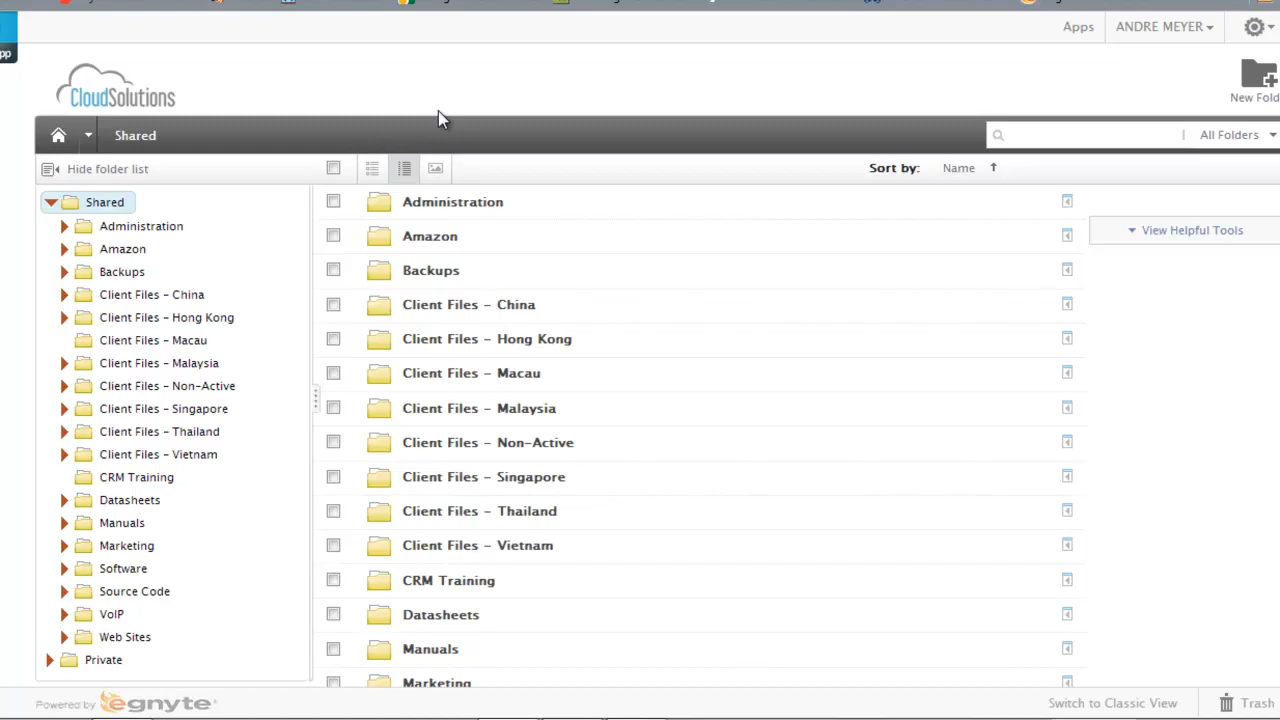 Apps
ANDRE MEYER
pp
CloudSolutions
New Fold
Shared
All Folders
Hide folder list
Sort by: Name
Shared
Administration
Amazon
Backups
Client Files – China
Client Files – Hong Kong
Client Files – Macau
Client Files – Malaysia
Client Files – Non-Active
Client Files – Singapore
Client Files – Thailand
Client Files – Vietnam
CRM Training
Datasheets
Manuals
Marketing
Software
Source Code
VoIP
Web Sites
Private
Administration
Amazon
Backups
Client Files – China
Client Files – Hong Kong
Client Files – Macau
Client Files – Malaysia
Client Files – Non-Active
Client Files – Singapore
Client Files – Thailand
Client Files – Vietnam
CRM Training
Datasheets
Manuals
Marketing
View Helpful Tools
Powered by egnyte
Switch to Classic View
Trash